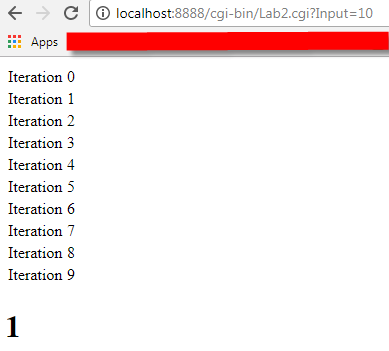 localhost:8888/cgi-bin/Lab2.cgi?Input=10
Apps
Iteration 0
Iteration 1
Iteration 2
Iteration 3
Iteration 4
Iteration 5
Iteration 6
Iteration 7
Iteration 8
Iteration 9
1